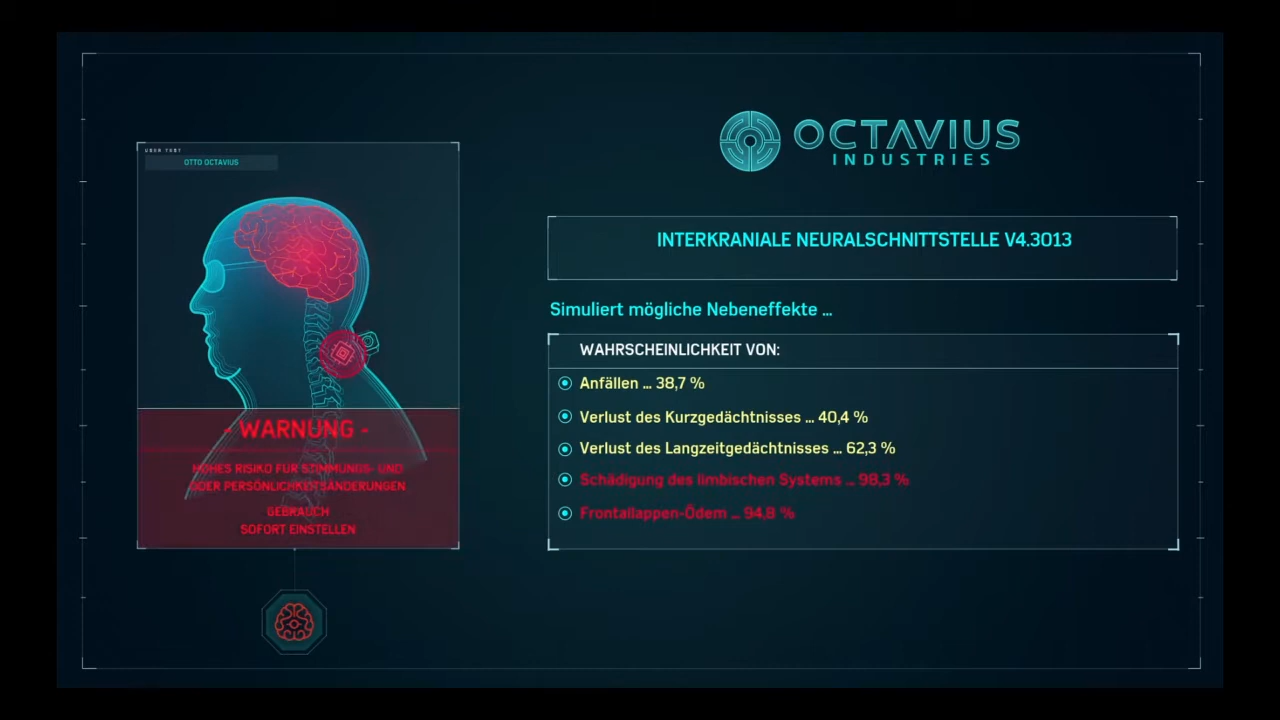 OTTO OCTAVIUS
- WARNUNG -
HOHES RISIKO FÜR STIMMUNGS- UND
ODER PERSÖNLICHKEITSÄNDERUNGEN
GEBRAUCH
SOFORT EINSTELLEN
OCTAVIUS
INDUSTRIES
INTERKRANIALE NEURALSCHNITTSTELLE V4.3013
Simuliert mögliche Nebeneffekte ...
WAHRSCHEINLICHKEIT VON:
Anfällen ... 38,7 %
Verlust des Kurzgedächtnisses ... 40,4 %
Verlust des Langzeitgedächtnisses ... 62,3 %
Schädigung des limbischen Systems ... 98,3 %
Frontallappen-Ödem ... 94,8 %